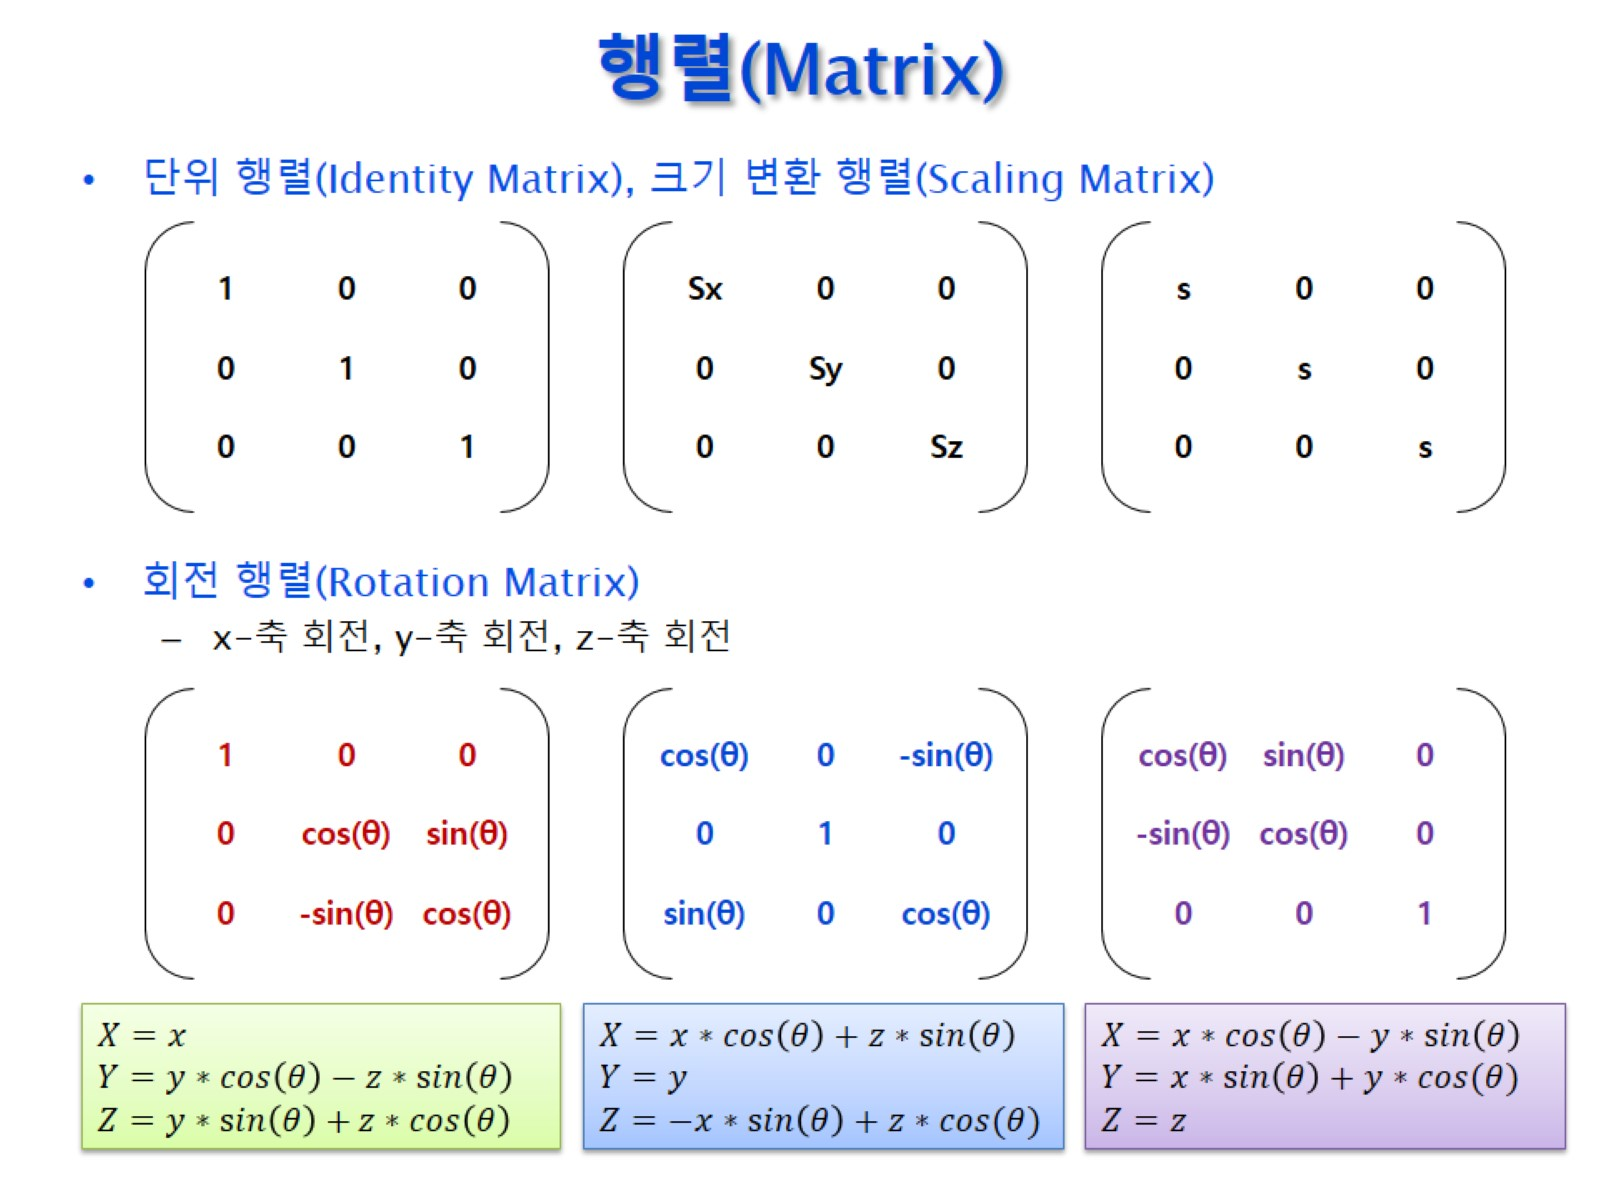 행렬(Matrix)
• 단위 행렬(Identity Matrix), 크기 변환 행렬(Scaling Matrix)
1 0 0 Sx 0 0 s 0 0
0 1 0 0 Sy 0 0 s 0
0 0 1 0 0 Sz 0 0 s
• 회전 행렬(Rotation Matrix)
– x-축 회전, y-축 회전, z-축 회전
1 0 0 cos(θ) 0 -sin(θ) cos(θ) sin(θ) 0
0 cos(θ) sin(θ) 0 1 0 -sin(θ) cos(θ) 0
0 -sin(θ) cos(θ) sin(θ) 0 cos(θ) 0 0 1
X = x
Y = y * cos(θ) − z * sin(θ)
Z = y * sin(θ) + z * cos(θ)
X = x * cos(θ) + z * sin(θ)
Y = y
Z = −x * sin(θ) + z * cos(θ)
X = x * cos(θ) − y * sin(θ)
Y = x * sin(θ) + y * cos(θ)
Z = z